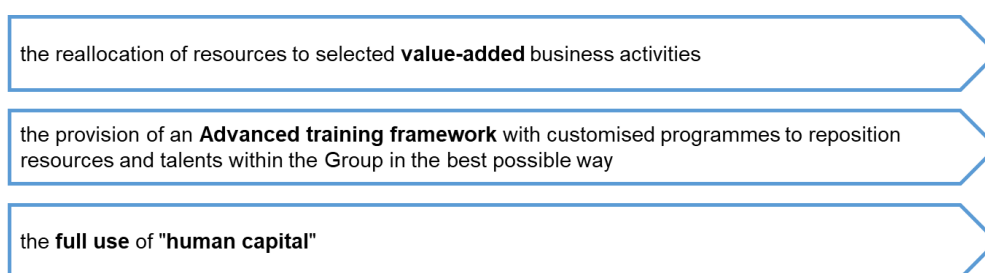 the reallocation of resources to selected value-added business activities
the provision of an Advanced training framework with customised programmes to reposition
resources and talents within the Group in the best possible way
the full use of "human capital"